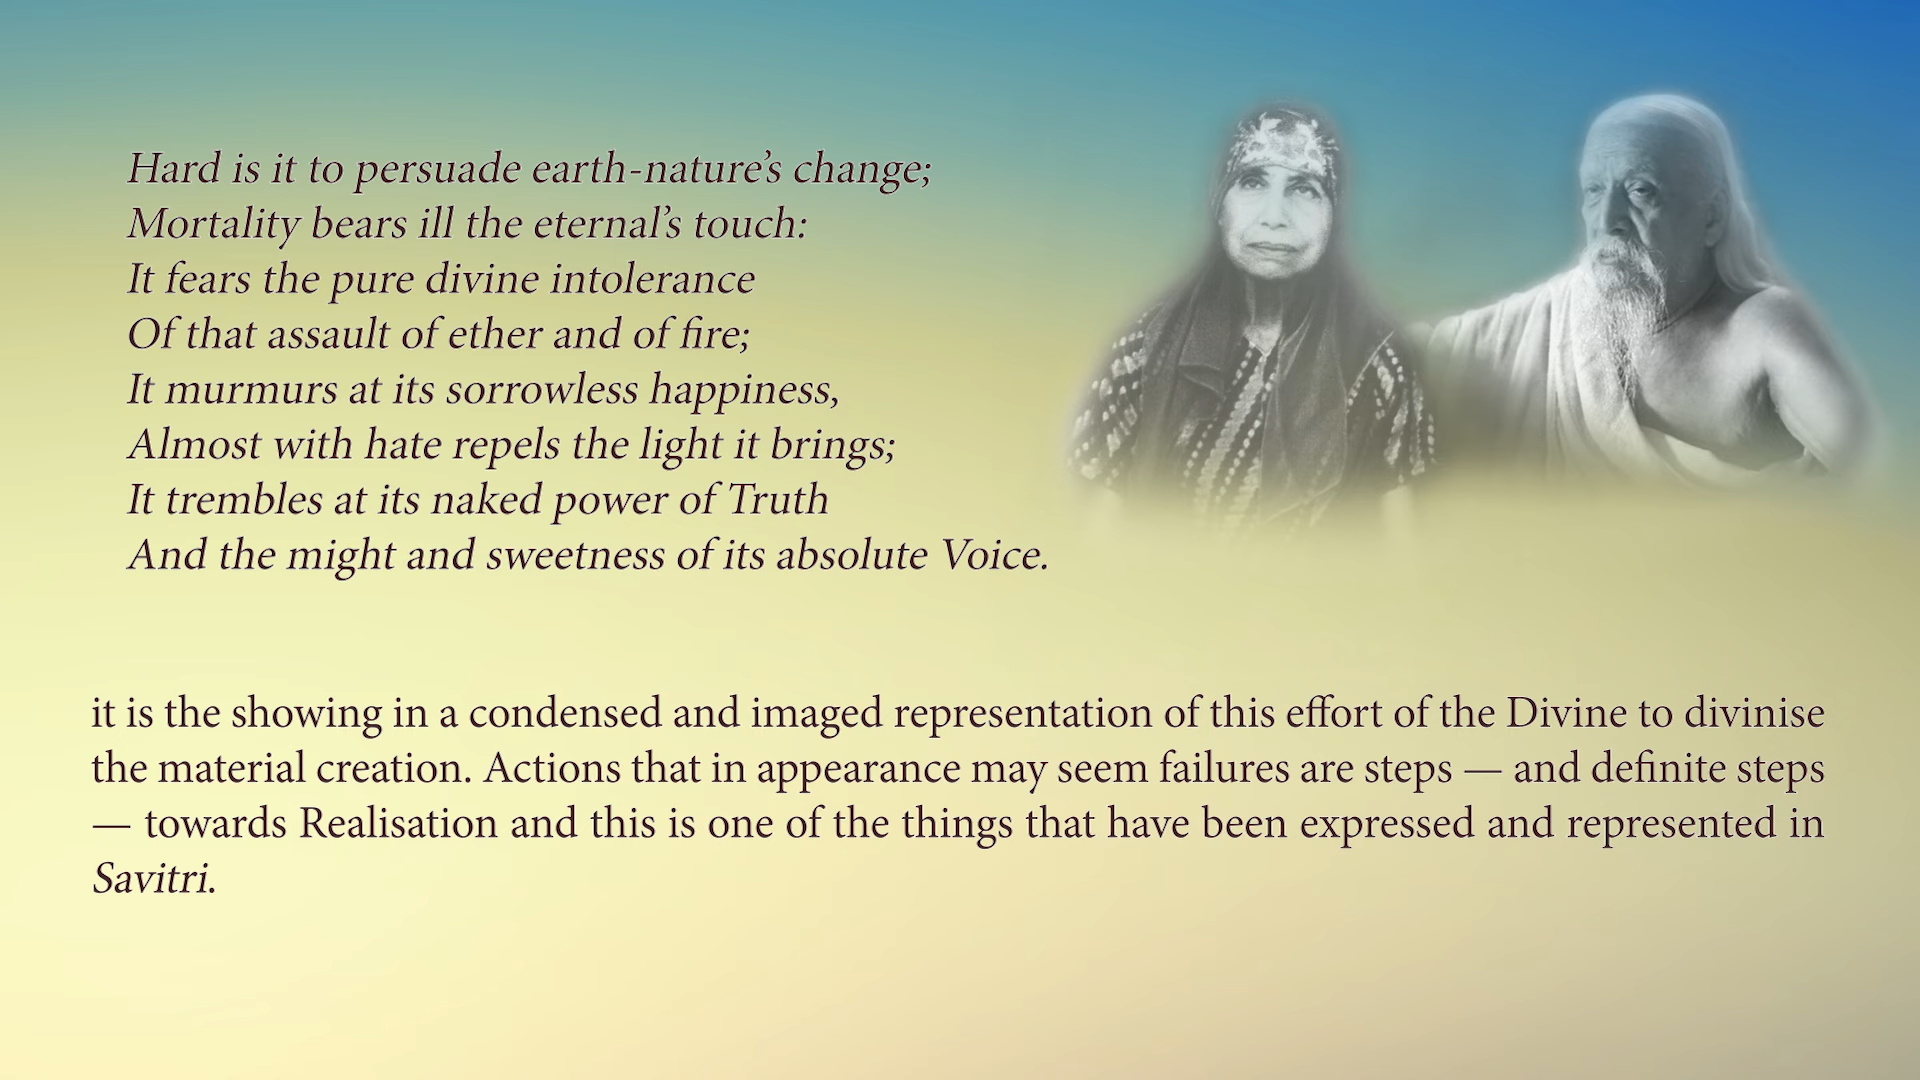 Hard is it to persuade earth-nature’s change;
Mortality bears ill the eternal’s touch:
It fears the pure divine intolerance
Of that assault of ether and of fire;
It murmurs at its sorrowless happiness,
Almost with hate repels the light it brings;
It trembles at its naked power of Truth
And the might and sweetness of its absolute Voice.
it is the showing in a condensed and imaged representation of this effort of the Divine to divinise
the material creation. Actions that in appearance may seem failures are steps — and definite steps
— towards Realisation and this is one of the things that have been expressed and represented in
Savitri.